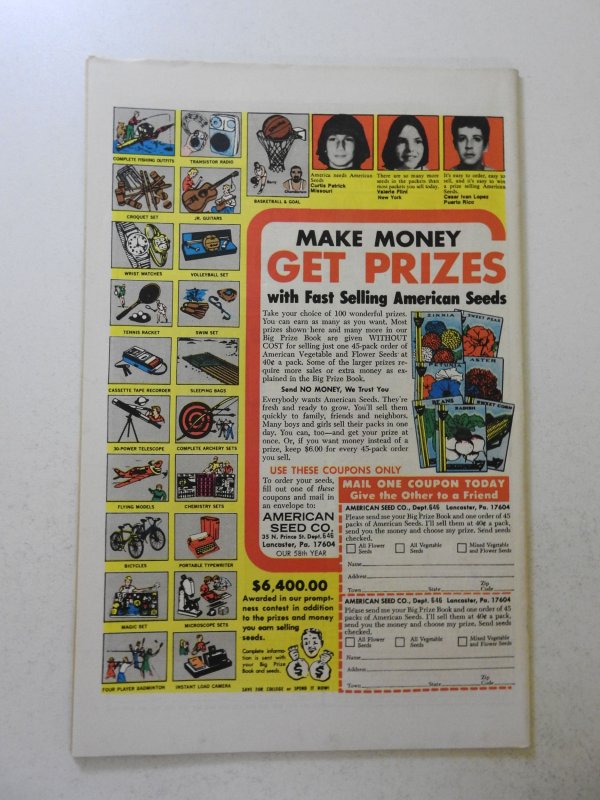 COMPLETE FISHING OUTFITS
TRANSISTOR RADIO
CROQUET SET
JR. GUITARS
WRIST WATCHES
VOLLEYBALL SET
TENNIS RACKET
SWIM SET
CASSETTE TAPE RECORDER
SLEEPING BAGS
30-POWER TELESCOPE
COMPLETE ARCHERY SETS
FLYING MODELS
CHEMISTRY SETS
BICYCLES
PORTABLE TYPEWRITER
MAGIC SET
MICROSCOPE SETS
FOUR PLAYER BADMINTON
INSTANT LOAD CAMERA
Barry
Chamberlain
BASKETBALL & GOAL
America needs American
Seeds
Curtis Patrick
Missouri
There are so many more
seeds in the packets than
most packets you sell today.
Valerie Flini
New York
It's easy to order, easy to
sell, and it's easy to win
a prize selling American
Seeds.
Cesar Ivan Lopez
Puerto Rico
MAKE MONEY
GET PRIZES
with Fast Selling American Seeds
Take your choice of 100 wonderful prizes.
You can earn as many as you want. Most
prizes shown here and many more in our
Big Prize Book are given WITHOUT
COST for selling just one 45-pack order of
American Vegetable and Flower Seeds at
40¢ a pack. Some of the larger prizes re-
quire more sales or extra money as ex-
plained in the Big Prize Book.
Send NO MONEY, We Trust You
Everybody wants American Seeds. They're
fresh and ready to grow. You'll sell them
quickly to family, friends and neighbors.
Many boys and girls sell their packs in one
day. You can, too—and get your prize at
once. Or, if you want money instead of a
prize, keep $6.00 for every 45-pack order
you sell.
ZINNIA
SWEET PEAS
PETUNIA
ASTER
BEANS
RADISH
SWEET CORN
USE THESE COUPONS ONLY
To order your seeds,
fill out one of these
coupons and mail in
an envelope to:
AMERICAN
SEED CO.
35 N. Prince St. Dept. 646
Lancaster, Pa. 17604
OUR 58th YEAR
$6,400.00
Awarded in our prompt-
ness contest in addition
to the prizes and money
you earn selling
seeds.
Complete informa-
tion is sent with
your Big Prize
Book and seeds.
SAVE FOR COLLEGE or SPEND IT NOW!
MAIL ONE COUPON TODAY
Give the Other to a Friend
AMERICAN SEED CO., Dept. 646 Lancaster, Pa. 17604
Please send me your Big Prize Book and one order of 45
packs of American Seeds. I'll sell them at 40¢ a pack,
send you the money and choose my prize. Send seeds
checked.
All Flower
Seeds
All Vegetable
Seeds
Mixed Vegetable
and Flower Seeds
Name
Address
Town State Zip Code
AMERICAN SEED CO., Dept. 646 Lancaster, Pa. 17604
Please send me your Big Prize Book and one order of 45
packs of American Seeds. I'll sell them at 40¢ a pack,
send you the money and choose my prize. Send seeds
checked.
All Flower
Seeds
All Vegetable
Seeds
Mixed Vegetable
and Flower Seeds
Name
Address
Town State Zip Code